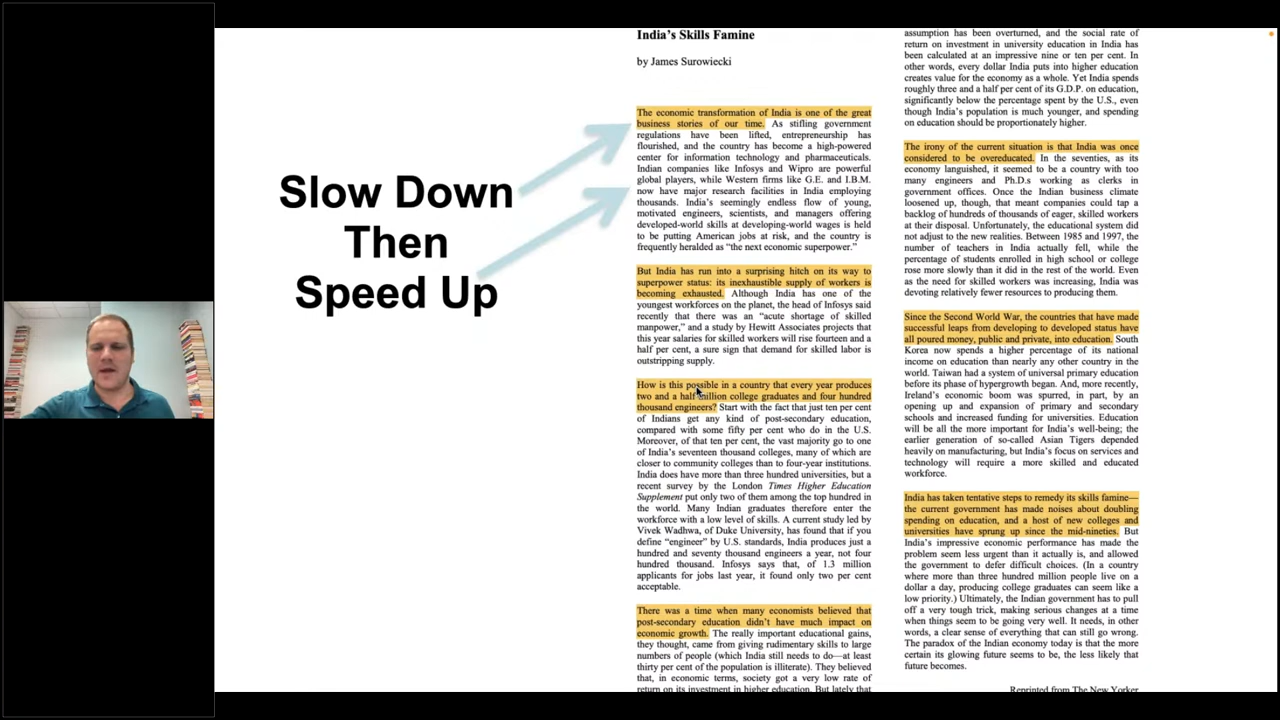 Slow Down
Then
Speed Up
India's Skills Famine
by James Surowiecki
The economic transformation of India is one of the great
business stories of our time. As stifling government
regulations have been lifted, entrepreneurship has
flourished, and the country has become a high-powered
center for information technology and pharmaceuticals.
Indian companies like Infosys and Wipro are powerful
global players, while Western firms like G.E. and I.B.M.
now have major research facilities in India employing
thousands. India's seemingly endless flow of young,
motivated engineers, scientists, and managers offering
developed-world skills at developing-world wages is held
to be putting American jobs at risk, and the country is
frequently heralded as “the next economic superpower.”
But India has run into a surprising hitch on its way to
superpower status: its inexhaustible supply of workers is
becoming exhausted. Although India has one of the
youngest workforces on the planet, the head of Infosys said
recently that there was an “acute shortage of skilled
manpower,” and a study by Hewitt Associates projects that
this year salaries for skilled workers will rise fourteen and a
half per cent, a sure sign that demand for skilled labor is
outstripping supply.
How is this possible in a country that every year produces
two and a half million college graduates and four hundred
thousand engineers? Start with the fact that just ten per cent
of Indians get any kind of post-secondary education,
compared with some fifty per cent who do in the U.S.
Moreover, of that ten per cent, the vast majority go to one
of India's seventeen thousand colleges, many of which are
closer to community colleges than to four-year institutions.
India does have more than three hundred universities, but a
recent survey by the London Times Higher Education
Supplement put only two of them among the top hundred in
the world. Many Indian graduates therefore enter the
workforce with a low level of skills. A current study led by
Vivek Wadhwa, of Duke University, has found that if you
define “engineer” by U.S. standards, India produces just a
hundred and seventy thousand engineers a year, not four
hundred thousand. Infosys says that, of 1.3 million
applicants for jobs last year, it found only two per cent
acceptable.
There was a time when many economists believed that
post-secondary education didn't have much impact on
economic growth. The really important educational gains,
they thought, came from giving rudimentary skills to large
numbers of people (which India still needs to do—at least
thirty per cent of the population is illiterate). They believed
that, in economic terms, society got a very low rate of
return on its investment in higher education. But lately that
assumption has been overturned, and the social rate of
return on investment in university education in India has
been calculated at an impressive nine or ten per cent. In
other words, every dollar India puts into higher education
creates value for the economy as a whole. Yet India spends
roughly three and a half per cent of its G.D.P. on education,
significantly below the percentage spent by the U.S., even
though India's population is much younger, and spending
on education should be proportionately higher.
The irony of the current situation is that India was once
considered to be overeducated. In the seventies, as its
economy languished, it seemed to be a country with too
many engineers and Ph.D.s working as clerks in
government offices. Once the Indian business climate
loosened up, though, that meant companies could tap a
backlog of hundreds of thousands of eager, skilled workers
at their disposal. Unfortunately, the educational system did
not adjust to the new realities. Between 1985 and 1997, the
number of teachers in India actually fell, while the
percentage of students enrolled in high school or college
rose more slowly than it did in the rest of the world. Even
as the need for skilled workers was increasing, India was
devoting relatively fewer resources to producing them.
Since the Second World War, the countries that have made
successful leaps from developing to developed status have
all poured money, public and private, into education. South
Korea now spends a higher percentage of its national
income on education than nearly any other country in the
world. Taiwan had a system of universal primary education
before its phase of hypergrowth began. And, more recently,
Ireland's economic boom was spurred, in part, by an
opening up and expansion of primary and secondary
schools and increased funding for universities. Education
will be all the more important for India's well-being; the
earlier generation of so-called Asian Tigers depended
heavily on manufacturing, but India's focus on services and
technology will require a more skilled and educated
workforce.
India has taken tentative steps to remedy its skills famine—
the current government has made noises about doubling
spending on education, and a host of new colleges and
universities have sprung up since the mid-nineties. But
India's impressive economic performance has made the
problem seem less urgent than it actually is, and allowed
the government to defer difficult choices. (In a country
where more than three hundred million people live on a
dollar a day, producing college graduates can seem like a
low priority.) Ultimately, the Indian government has to pull
off a very tough trick, making serious changes at a time
when things seem to be going very well. It needs, in other
words, a clear sense of everything that can still go wrong.
The paradox of the Indian economy today is that the more
certain its glowing future seems to be, the less likely that
future becomes.
Reprinted from The New Yorker